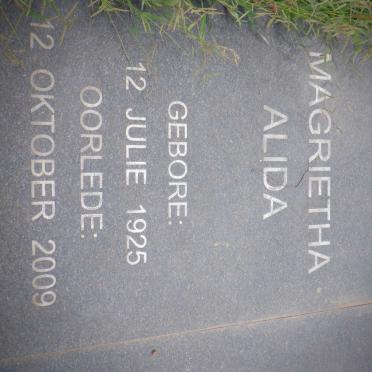 MAGRIETHA
ALIDA
GEBORE:
12 JULIE 1925
OORLEDE:
12 OKTOBER 2009